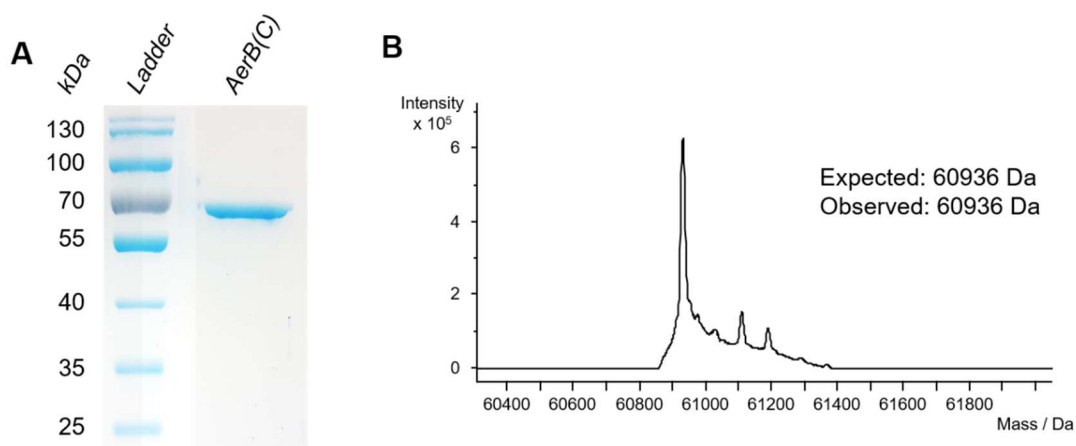 A
kDa
Ladder
AerB(C)
130
100
70
55
40
35
25
B
Intensity
x 10⁵
6
4
2
0
Expected: 60936 Da
Observed: 60936 Da
60400 60600 60800 61000 61200 61400 61600 61800
Mass / Da